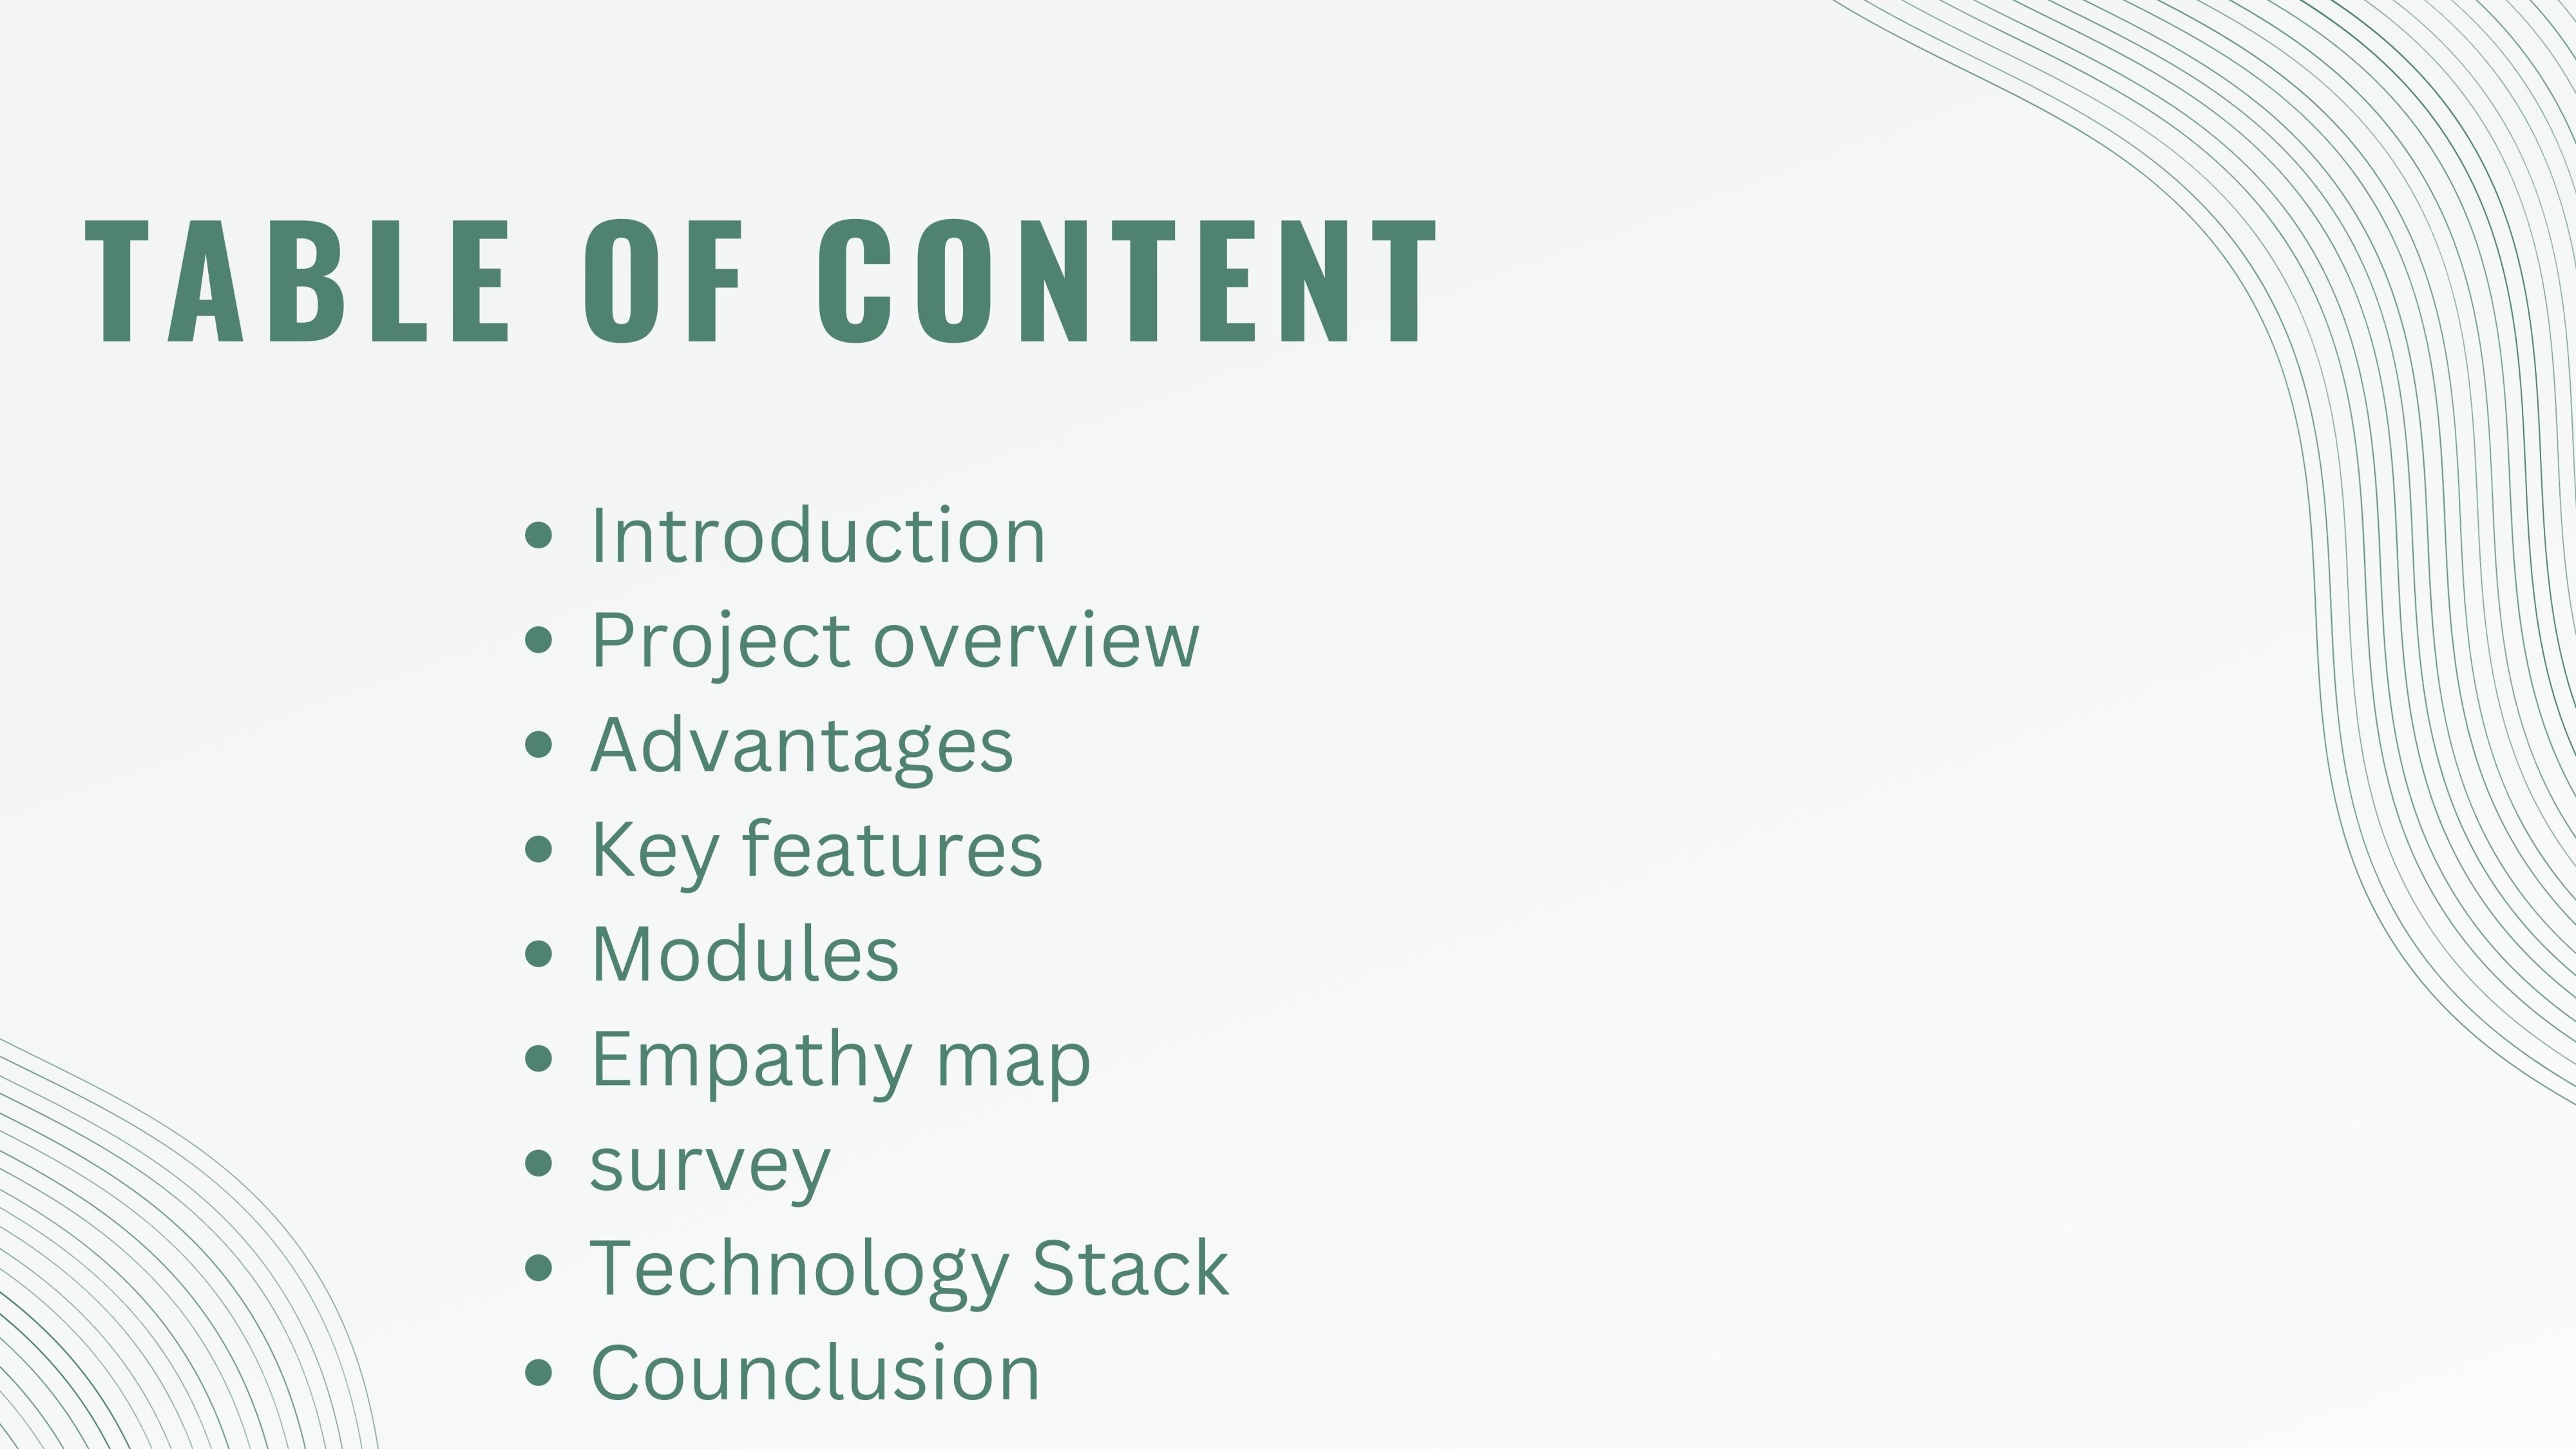 TABLE OF CONTENT
• Introduction
• Project overview
• Advantages
• Key features
• Modules
• Empathy map
• survey
• Technology Stack
• Counclusion